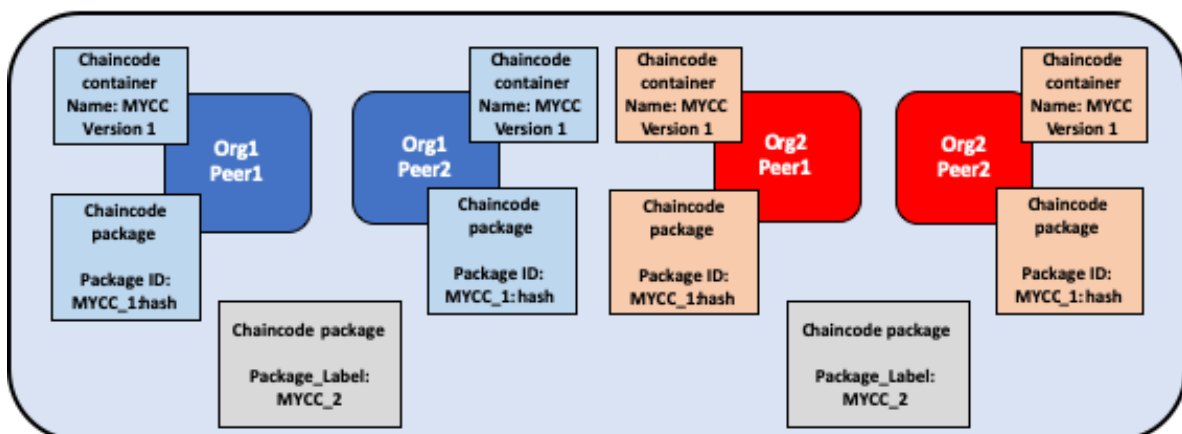 Chaincode
container
Name: MYCC
Version 1
Org1
Peer1
Chaincode
package
Package ID:
MYCC_1:hash
Chaincode
container
Name: MYCC
Version 1
Org1
Peer2
Chaincode
package
Package ID:
MYCC_1:hash
Chaincode package
Package_Label:
MYCC_2
Chaincode
container
Name: MYCC
Version 1
Org2
Peer1
Chaincode
package
Package ID:
MYCC_1:hash
Chaincode
container
Name: MYCC
Version 1
Org2
Peer2
Chaincode
package
Package ID:
MYCC_1:hash
Chaincode package
Package_Label:
MYCC_2